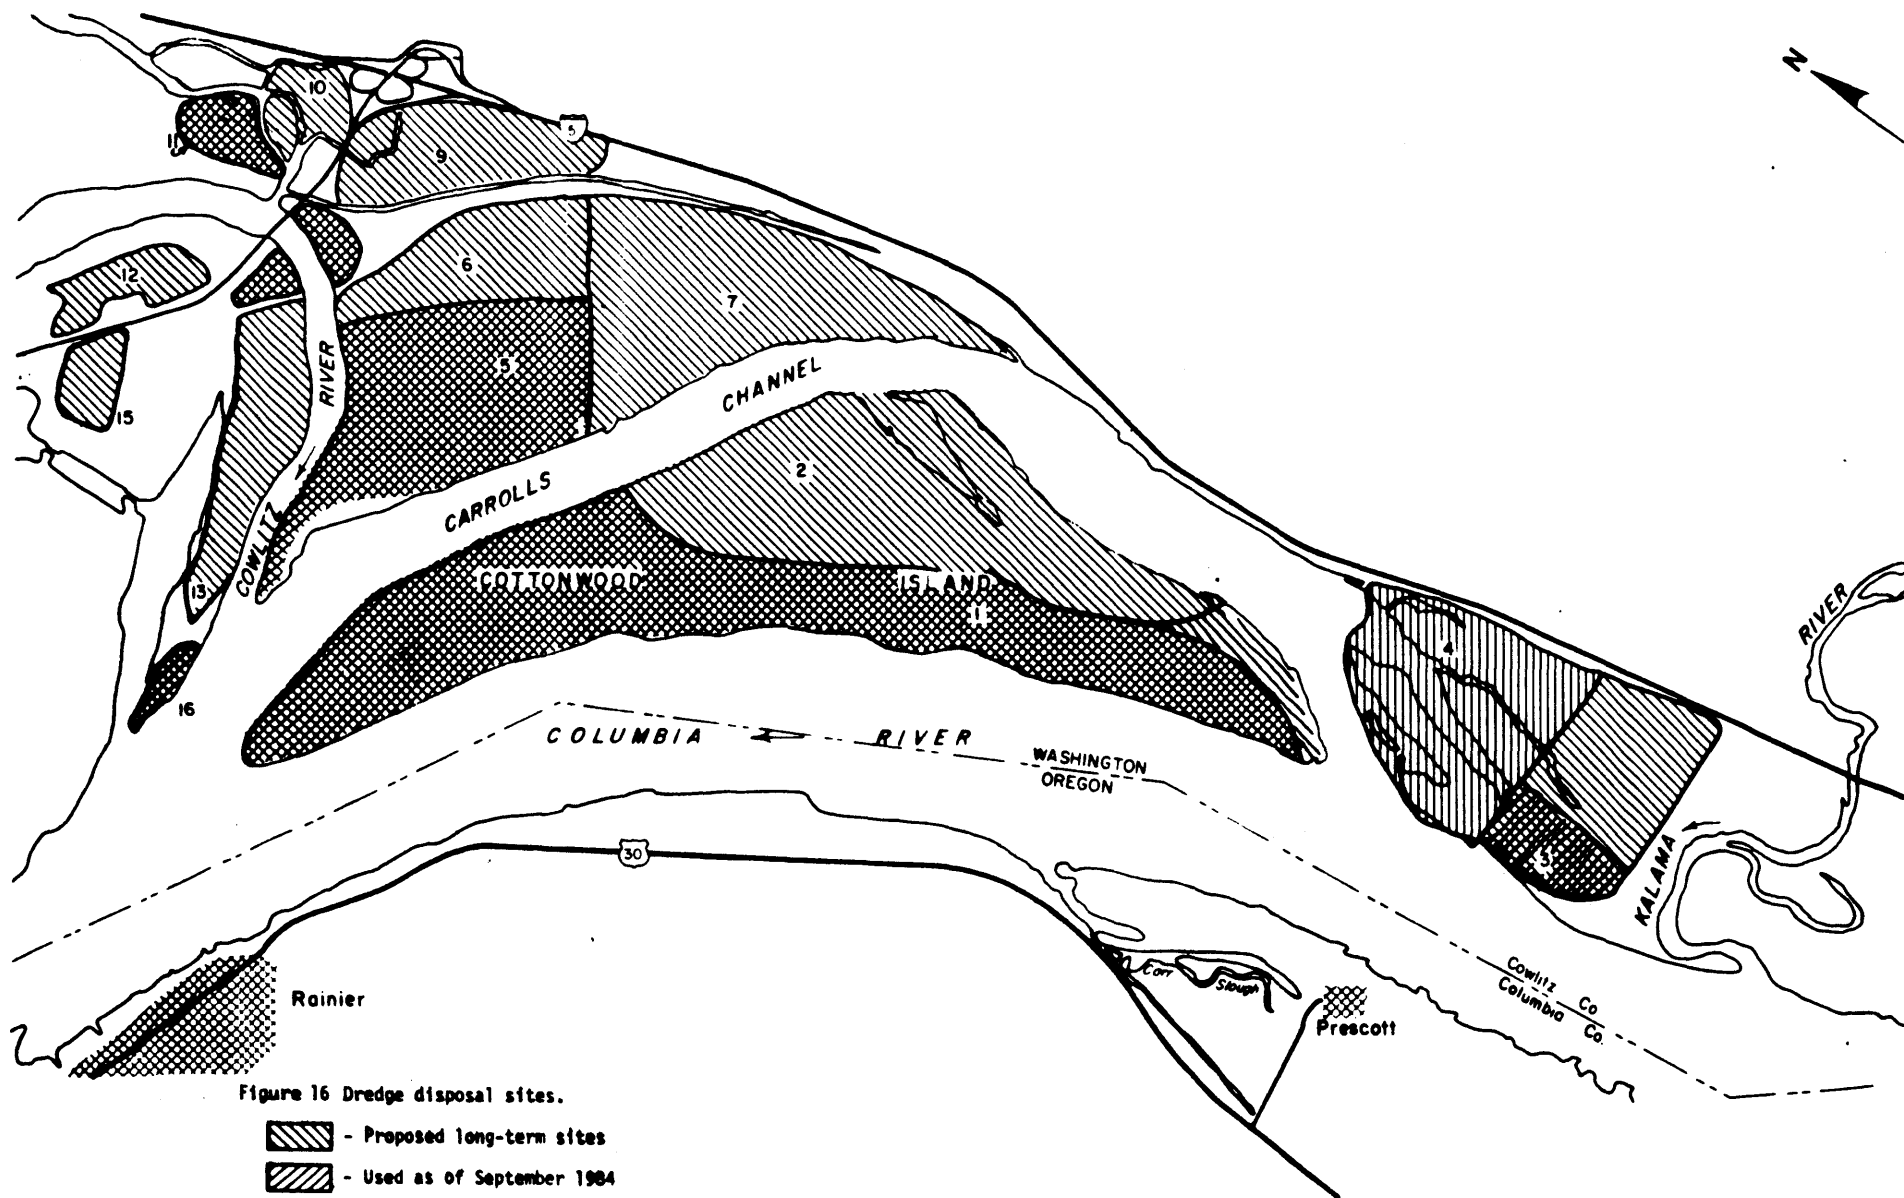 N
10
5
11
9
12
6
7
RIVER
5
CHANNEL
15
2
CARROLLS
COWLITZ
COTTONWOOD ISLAND
1
13
RIVER
4
16
COLUMBIA RIVER
WASHINGTON
OREGON
30
3
KALAMA
Cowlitz Co
Columbia Co.
Carr Slough
Rainier
Prescott
Figure 16 Dredge disposal sites.
- Proposed long-term sites
- Used as of September 1984